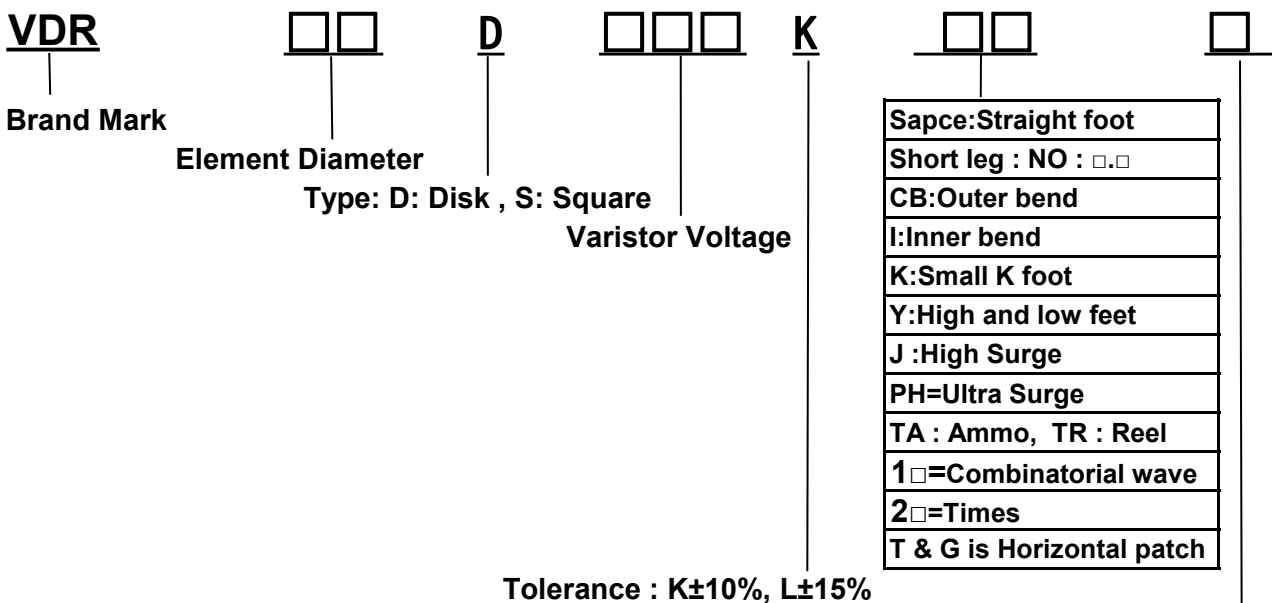 VDR □□ D □□□ K □□ □
Brand Mark
Element Diameter
Type: D: Disk , S: Square
Varistor Voltage
Sapce:Straight foot
Short leg : NO : □.□
CB:Outer bend
I:Inner bend
K:Small K foot
Y:High and low feet
J :High Surge
PH=Ultra Surge
TA : Ammo, TR : Reel
1□=Combinatorial wave
2□=Times
T & G is Horizontal patch
Tolerance : K±10%, L±15%